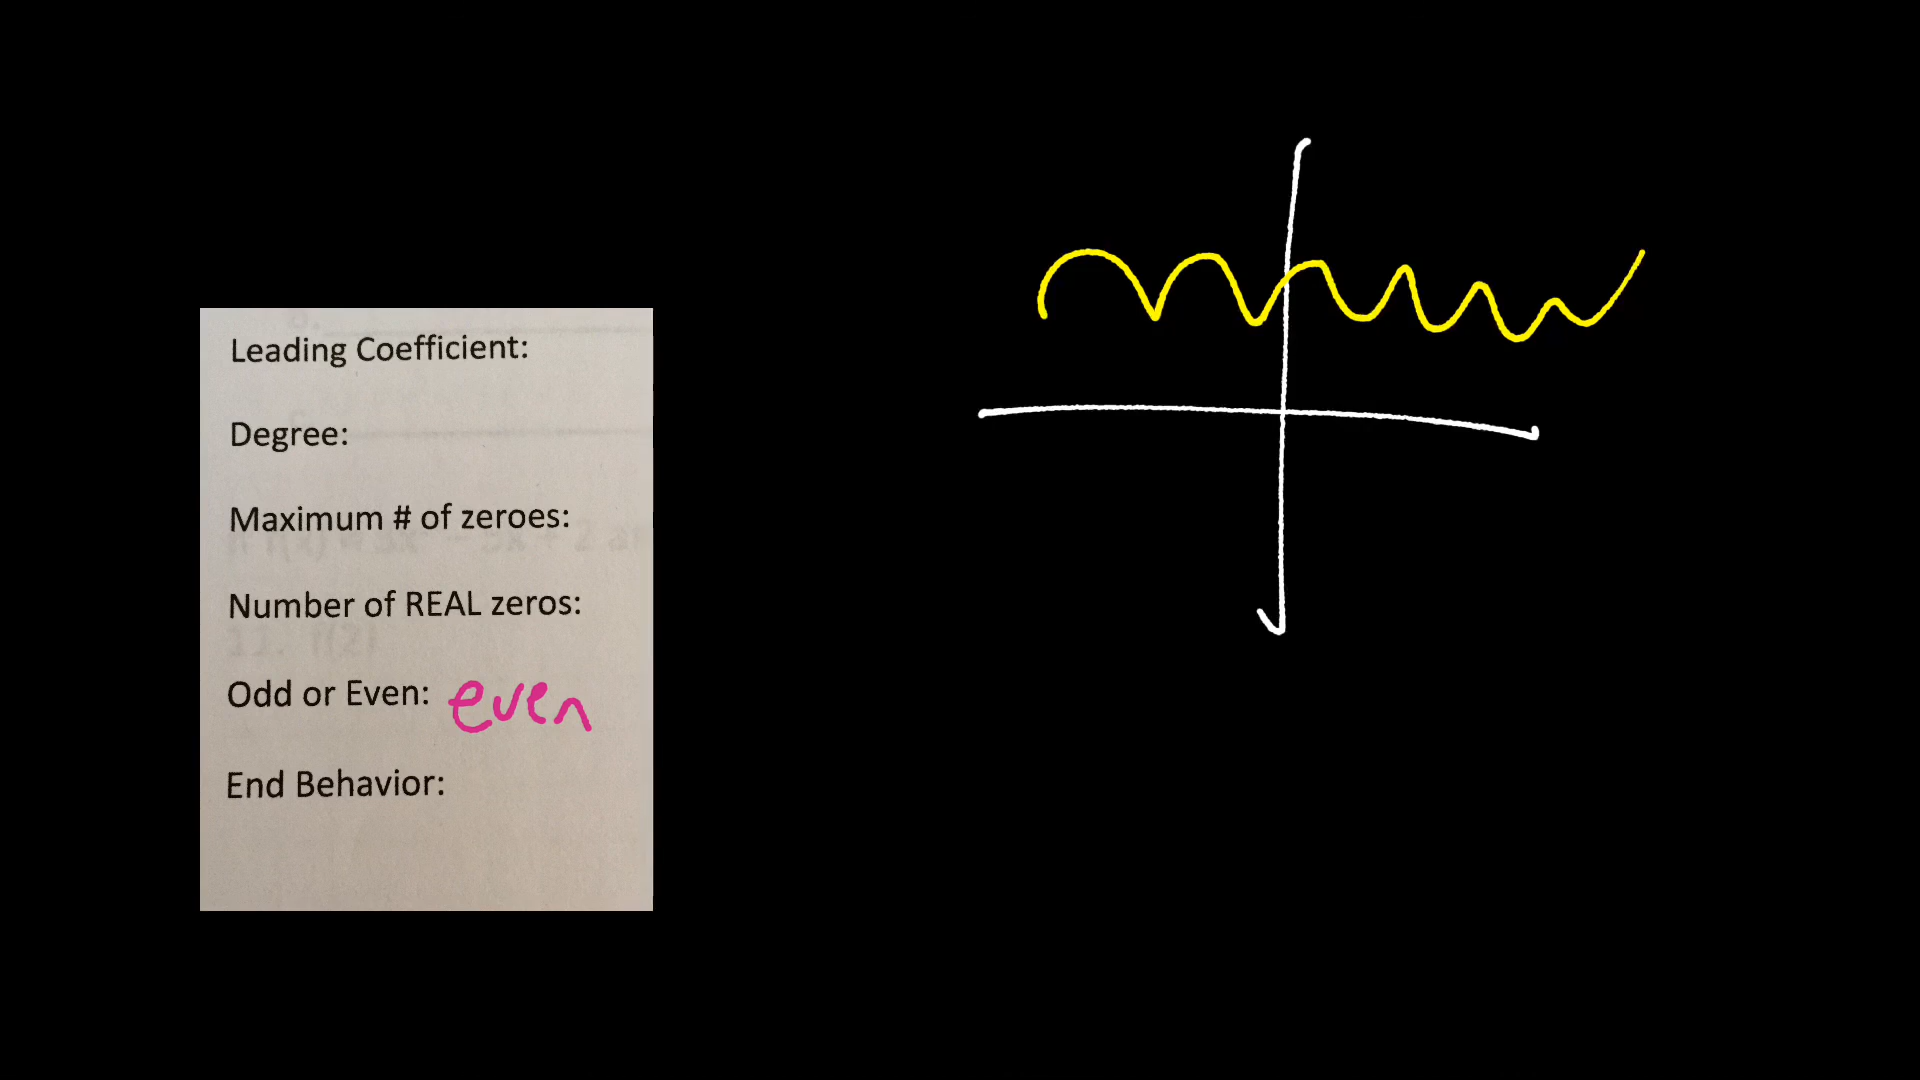 Leading Coefficient:
Degree:
Maximum # of zeroes:
Number of REAL zeros:
Odd or Even: even
End Behavior: